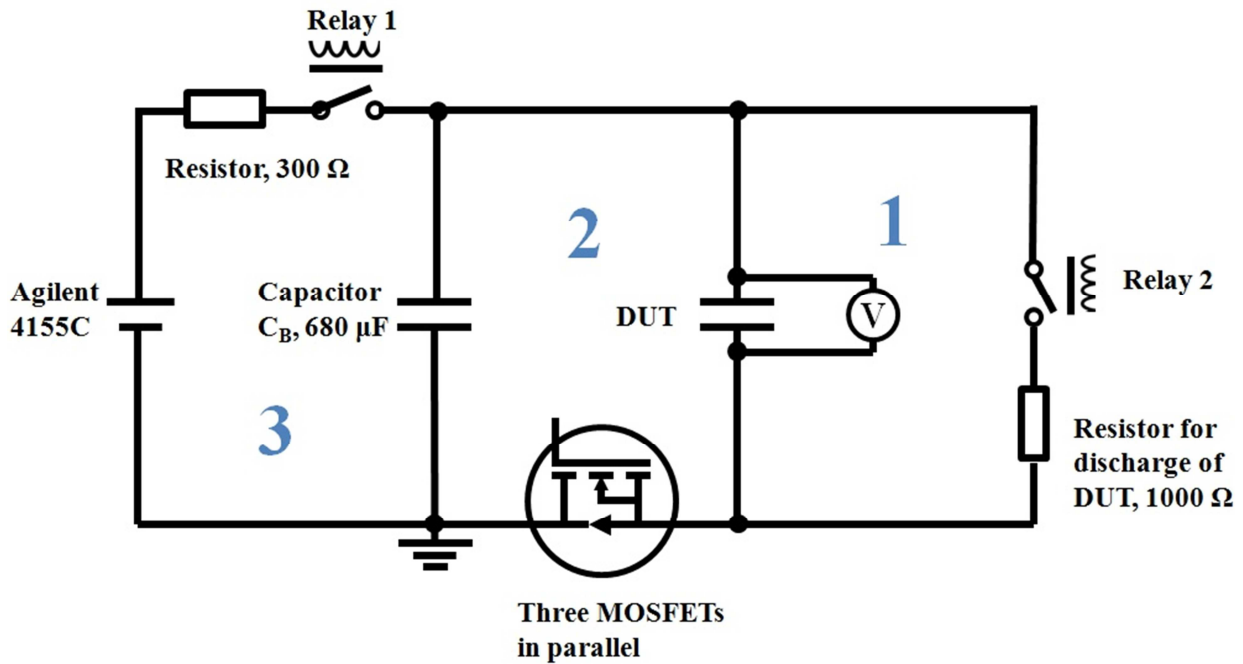 Relay 1
Resistor, 300 Ω
2
1
Agilent
4155C
Capacitor
C_B, 680 μF
DUT
V
Relay 2
3
Resistor for
discharge of
DUT, 1000 Ω
Three MOSFETs
in parallel